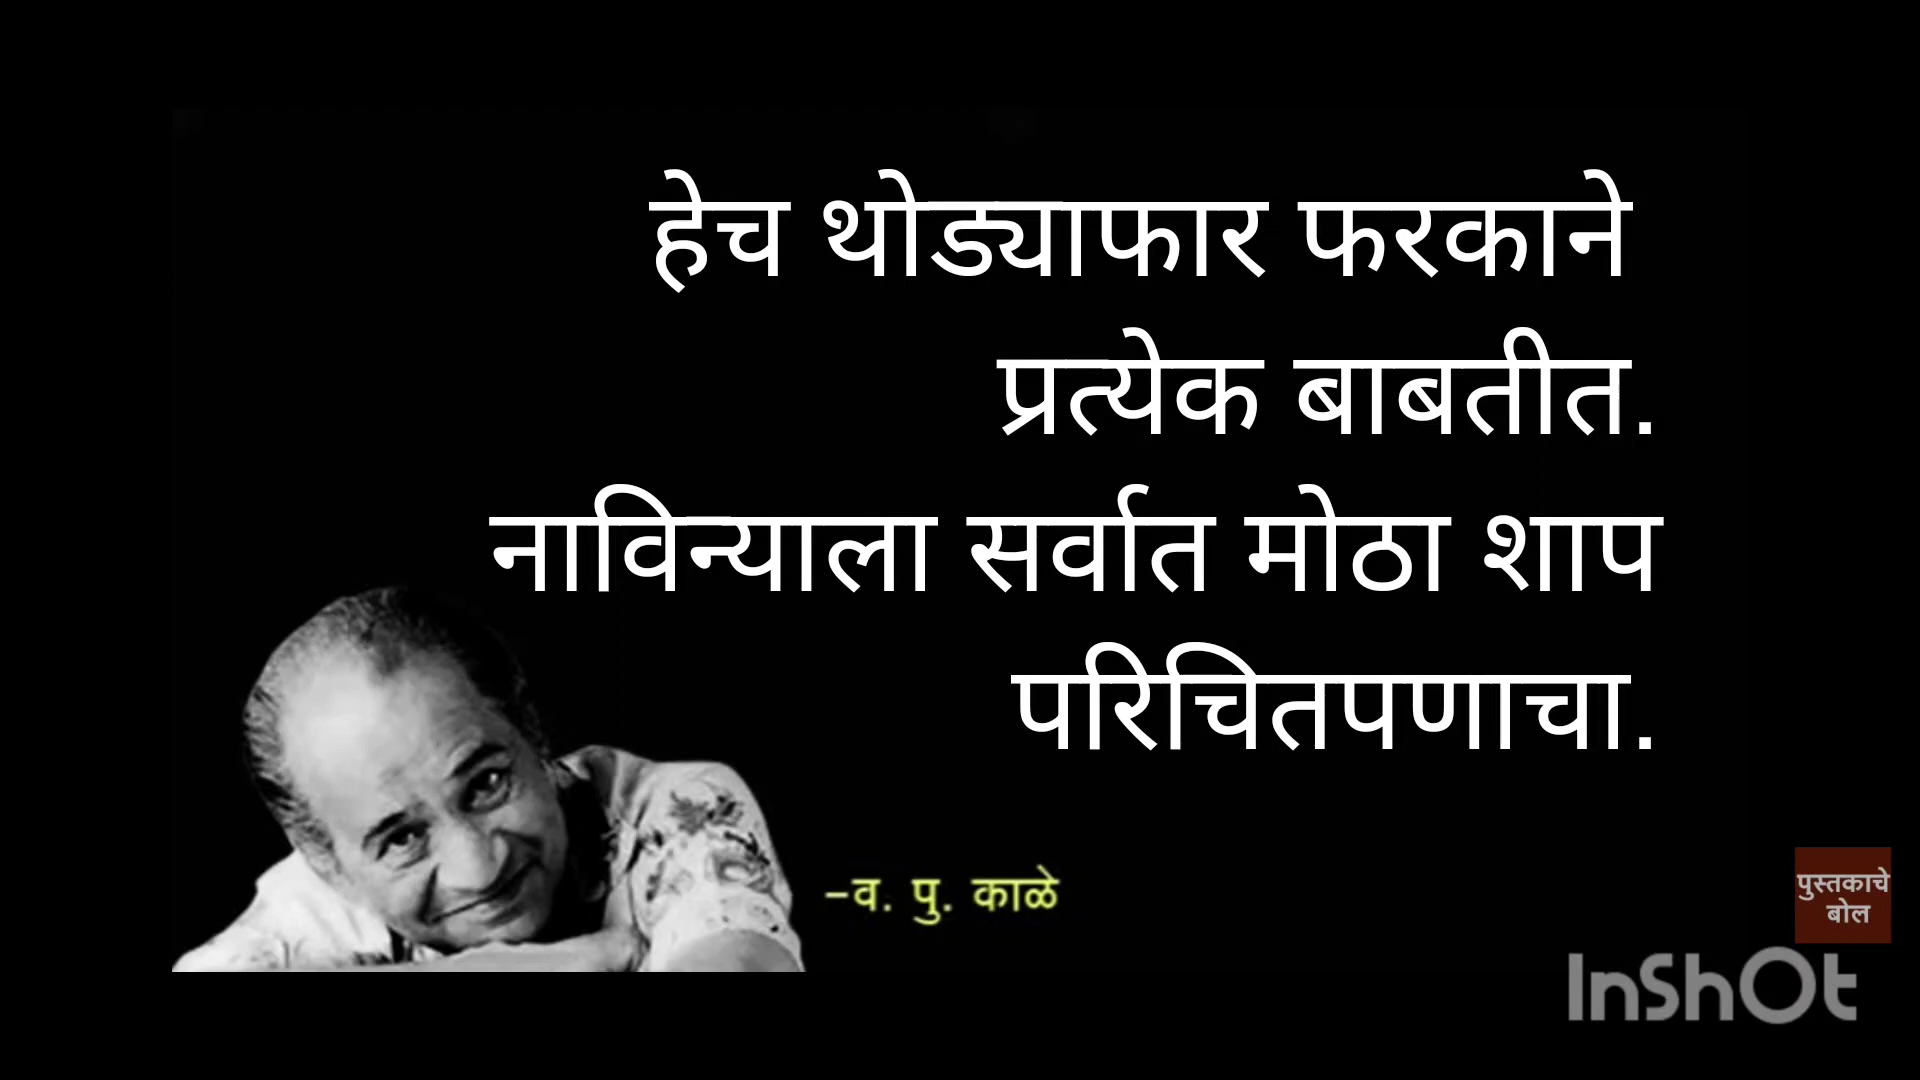 हेच थोड्याफार फरकाने
प्रत्येक बाबतीत.
नाविन्याला सर्वात मोठा शाप
परिचितपणाचा.
–व. पु. काळे
पुस्तकाचे
बोल
InShOt